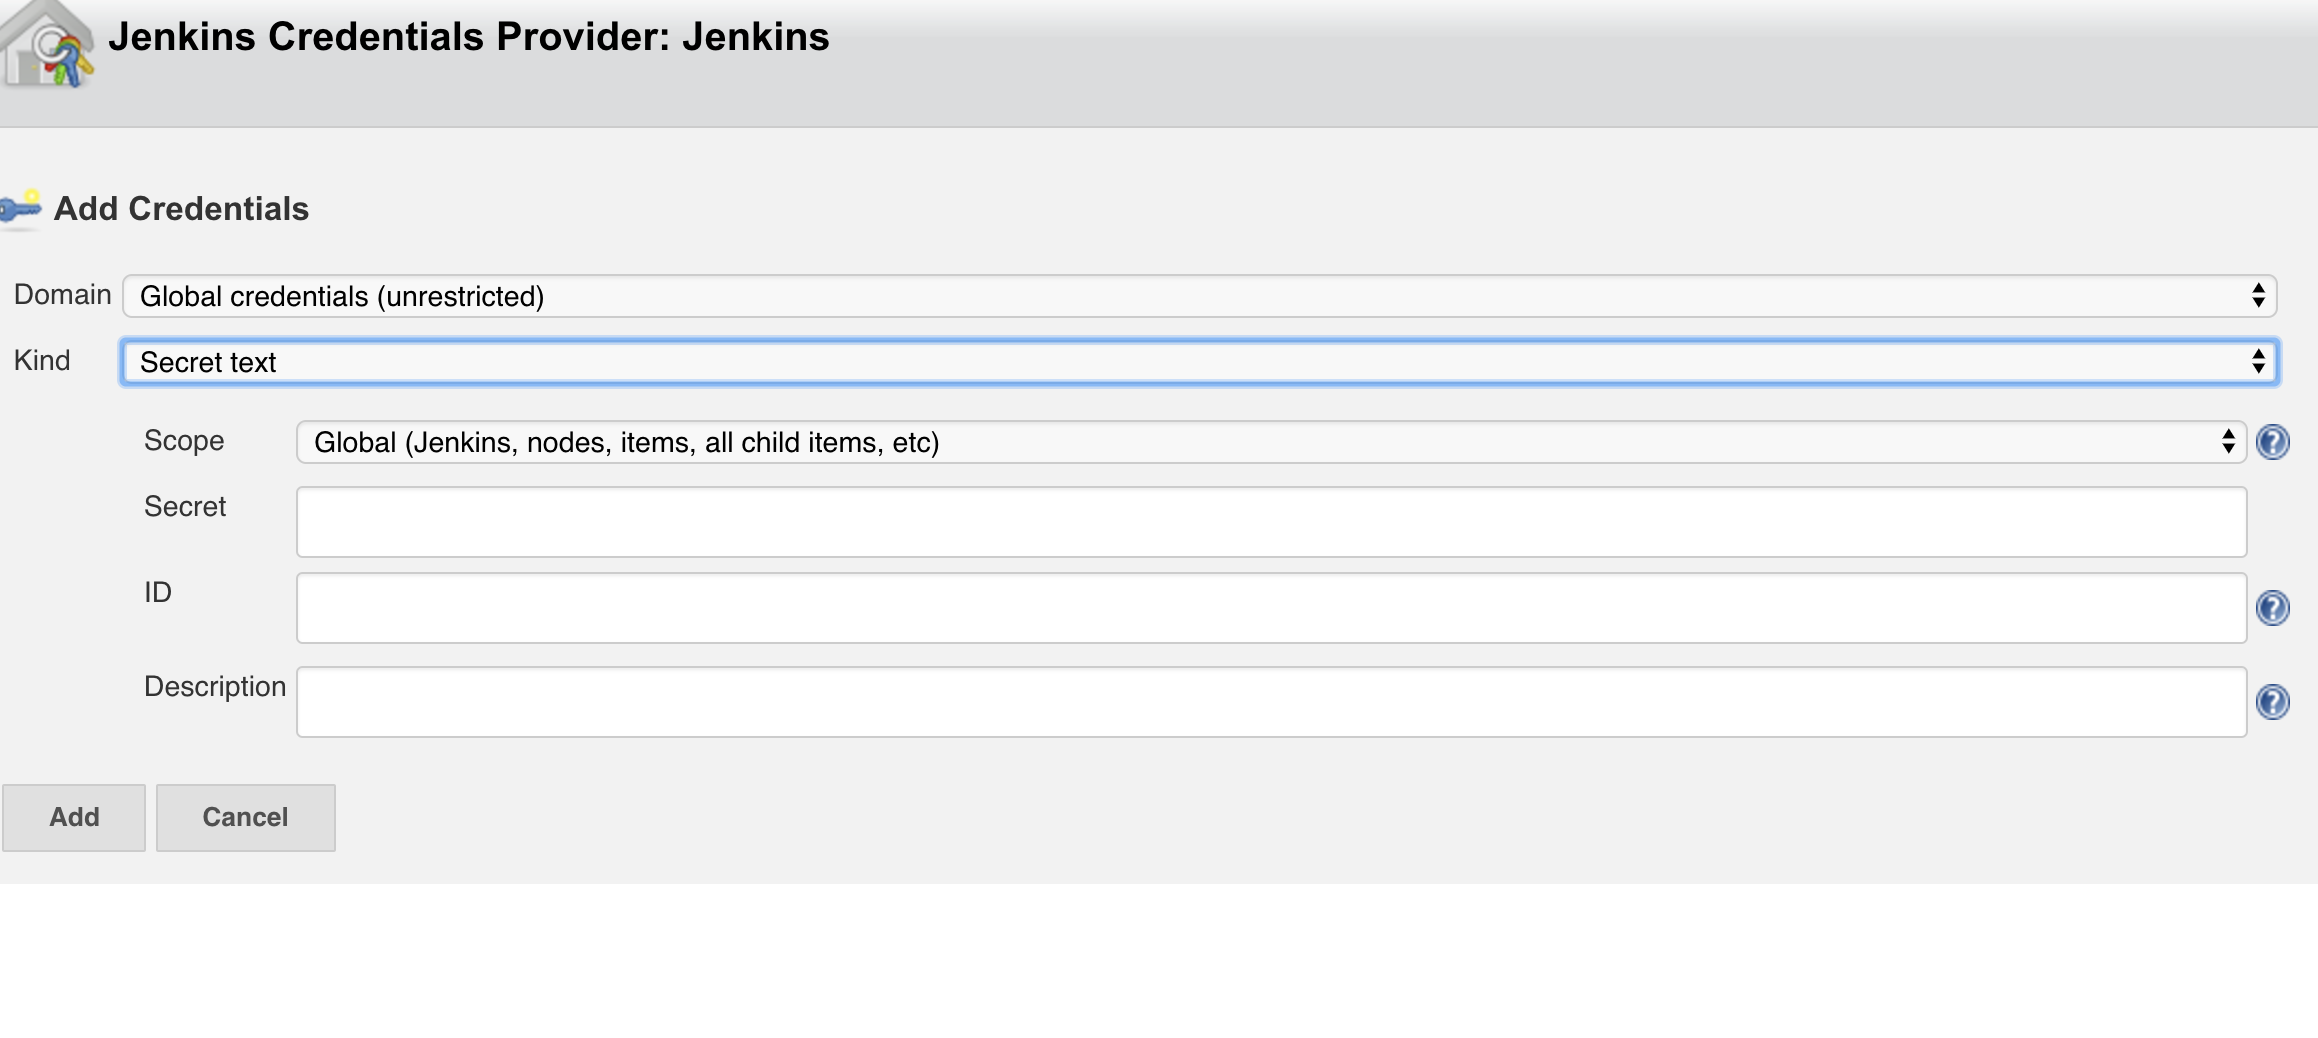 Jenkins Credentials Provider: Jenkins
Add Credentials
Domain Global credentials (unrestricted)
Kind Secret text
Scope Global (Jenkins, nodes, items, all child items, etc)
?
Secret
ID
?
Description
?
Add Cancel